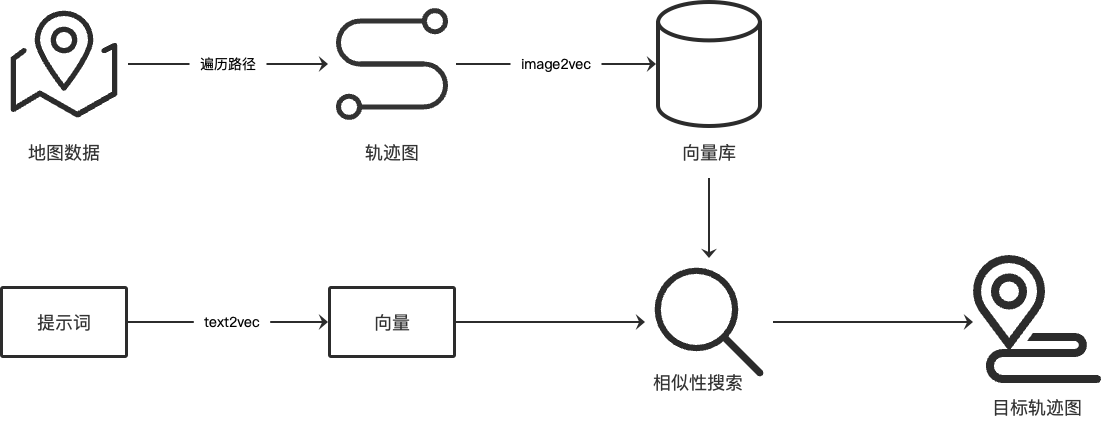 遍历路径
image2vec
地图数据
轨迹图
向量库
提示词
text2vec
向量
相似性搜索
目标轨迹图